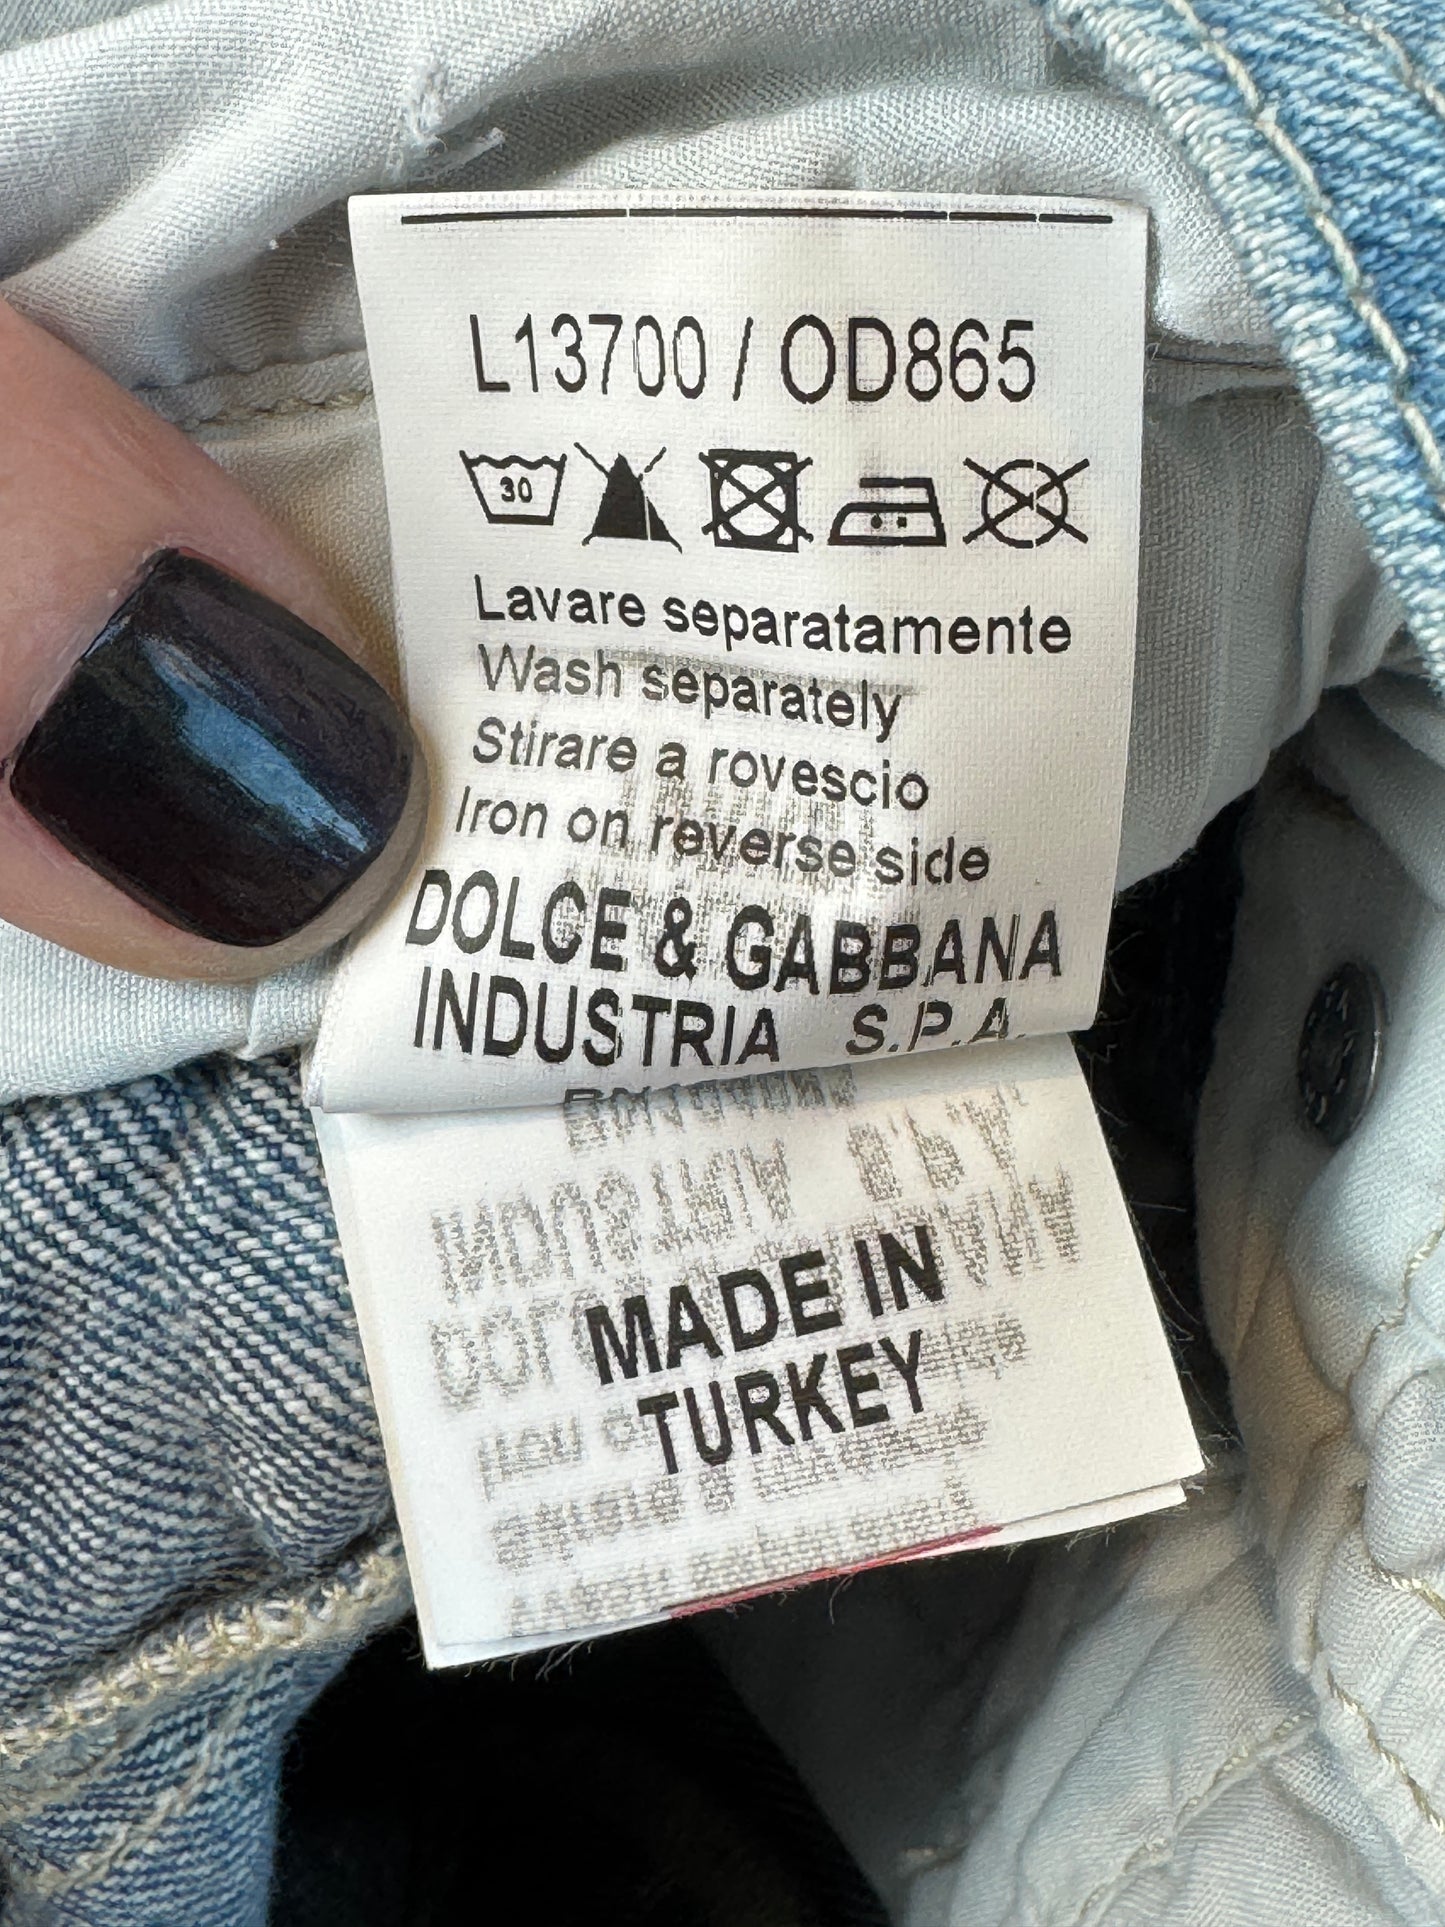 L13700 / OD865
30
Lavare separatamente
Wash separately
Stirare a rovescio
Iron on reverse side
DOLCE & GABBANA
INDUSTRIA S.P.A.
MADE IN
TURKEY